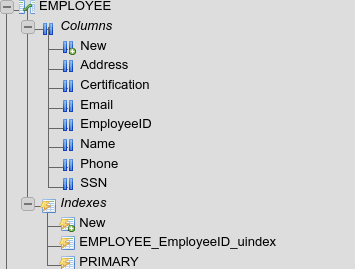 EMPLOYEE
Columns
New
Address
Certification
Email
EmployeeID
Name
Phone
SSN
Indexes
New
EMPLOYEE_EmployeeID_uindex
PRIMARY